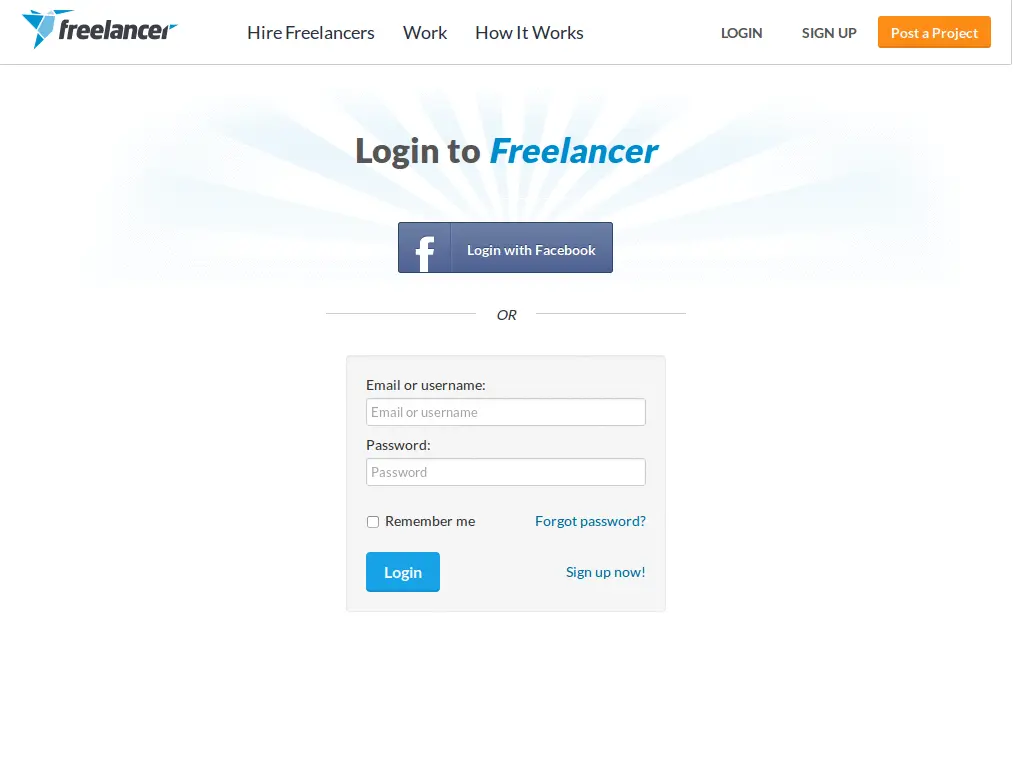 freelancer
Hire Freelancers Work How It Works LOGIN SIGN UP Post a Project
Login to Freelancer
f Login with Facebook
OR
Email or username:
Email or username
Password:
Password
Remember me Forgot password?
Login Sign up now!